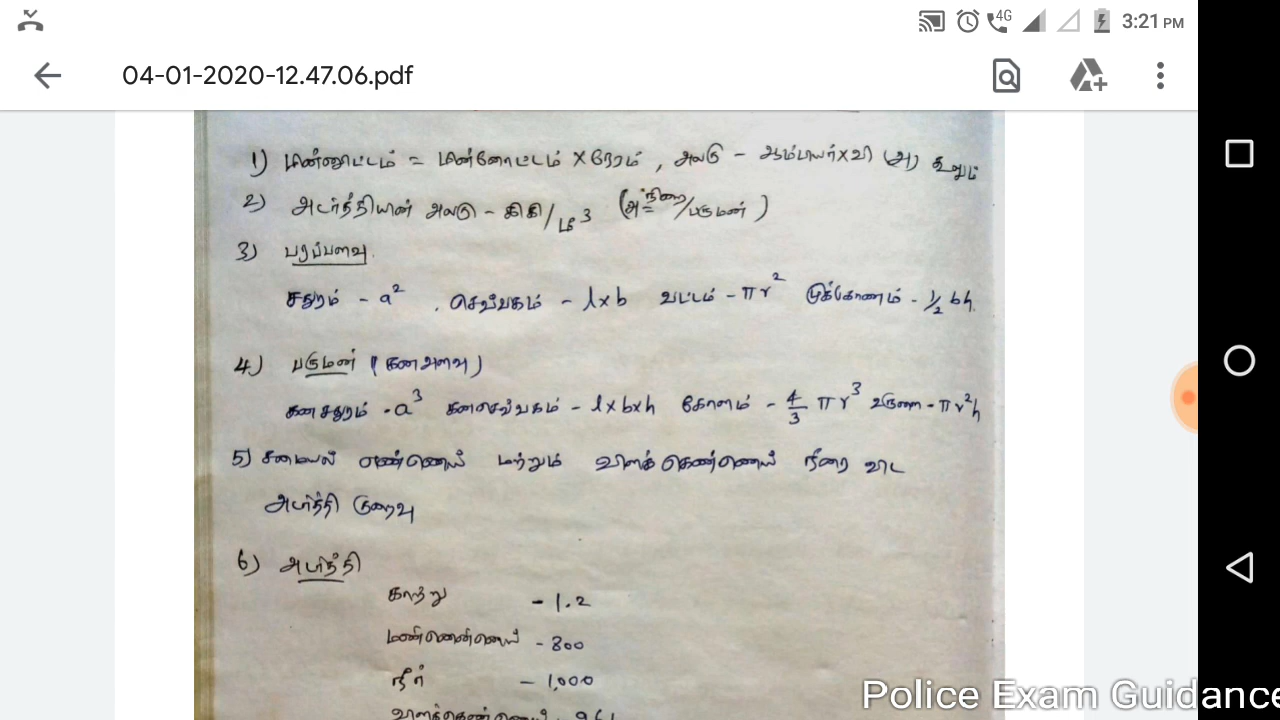 4G 3:21 PM
04-01-2020-12.47.06.pdf
1) மின்னூட்டம் = மின்னோட்டம் × நேரம் , அலகு - ஆம்பியர்×வி (அ) கூலும்
2) அடர்த்தியின் அலகு - கிகி/மீ³ (அ = நிறை/பருமன்)
3) பரப்பளவு.
சதுரம் - a² , செவ்வகம் - l×b வட்டம் - πr² முக்கோணம் - 1/2 bh.
4) பருமன் (கனஅளவு)
கனசதுரம் - a³ கனசெவ்வகம் - l×b×h கோளம் - 4/3 πr³ உருளை - πr²h
5) சமையல் எண்ணெய் மற்றும் விளக்கெண்ணெய் நீரை விட
அடர்த்தி குறைவு
6) அடர்த்தி
காற்று - 1.2
மண்ணெண்ணெய் - 800
நீர் - 1,000
விளக்கெண்ணெய் - 961
Police Exam Guidance